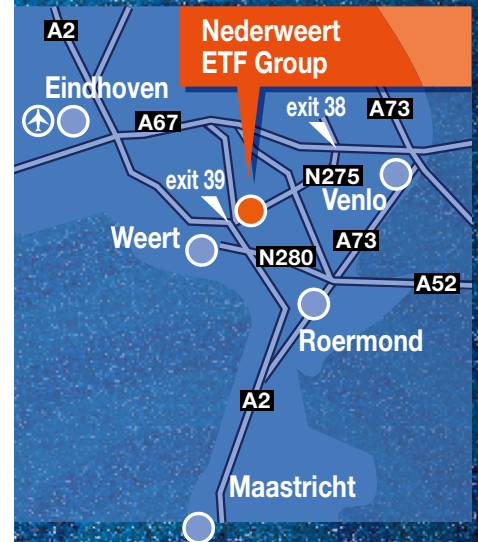 A2
Nederweert
ETF Group
Eindhoven
exit 38
A73
A67
N275
exit 39
Venlo
Weert
A73
N280
A52
Roermond
A2
Maastricht